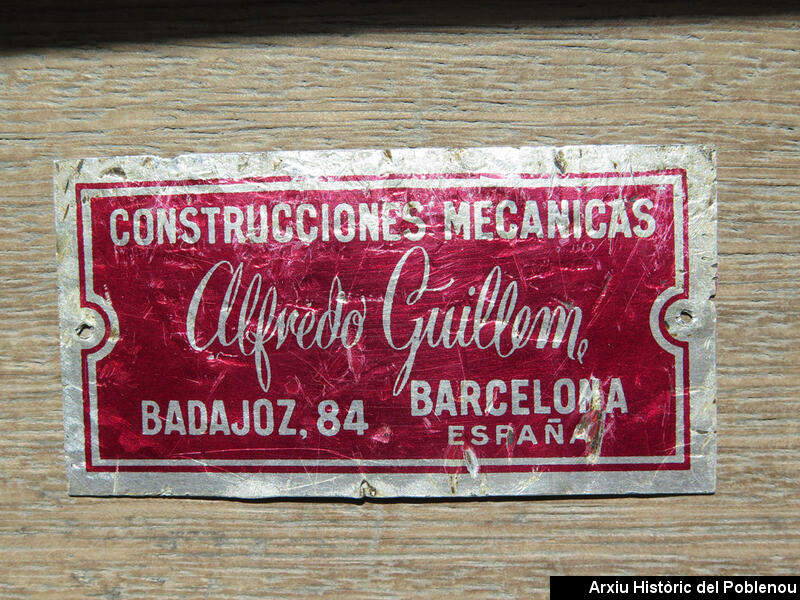 CONSTRUCCIONES MECANICAS
Alfredo Guillem
BADAJOZ, 84 BARCELONA
ESPAÑA
Arxiu Històric del Poblenou